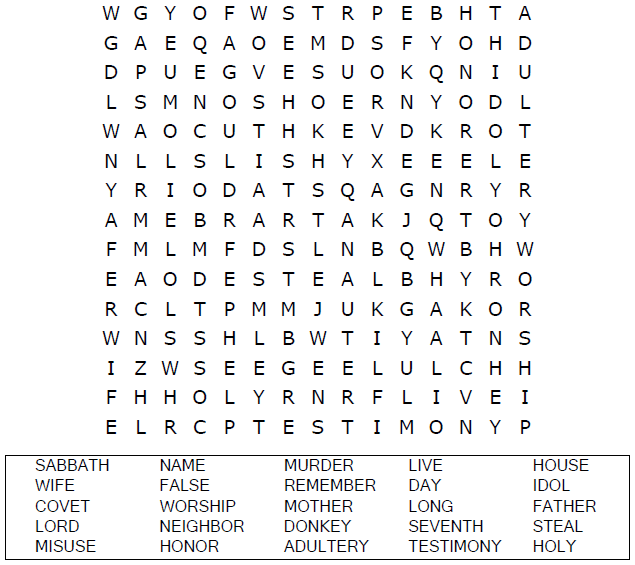 W G Y O F W S T R P E B H T A
G A E Q A O E M D S F Y O H D
D P U E G V E S U O K Q N I U
L S M N O S H O E R N Y O D L
W A O C U T H K E V D K R O T
N L L S L I S H Y X E E E L E
Y R I O D A T S Q A G N R Y R
A M E B R A R T A K J Q T O Y
F M L M F D S L N B Q W B H W
E A O D E S T E A L B H Y R O
R C L T P M M J U K G A K O R
W N S S H L B W T I Y A T N S
I Z W S E E G E E L U L C H H
F H H O L Y R N R F L I V E I
E L R C P T E S T I M O N Y P
SABBATH NAME MURDER LIVE HOUSE
WIFE FALSE REMEMBER DAY IDOL
COVET WORSHIP MOTHER LONG FATHER
LORD NEIGHBOR DONKEY SEVENTH STEAL
MISUSE HONOR ADULTERY TESTIMONY HOLY